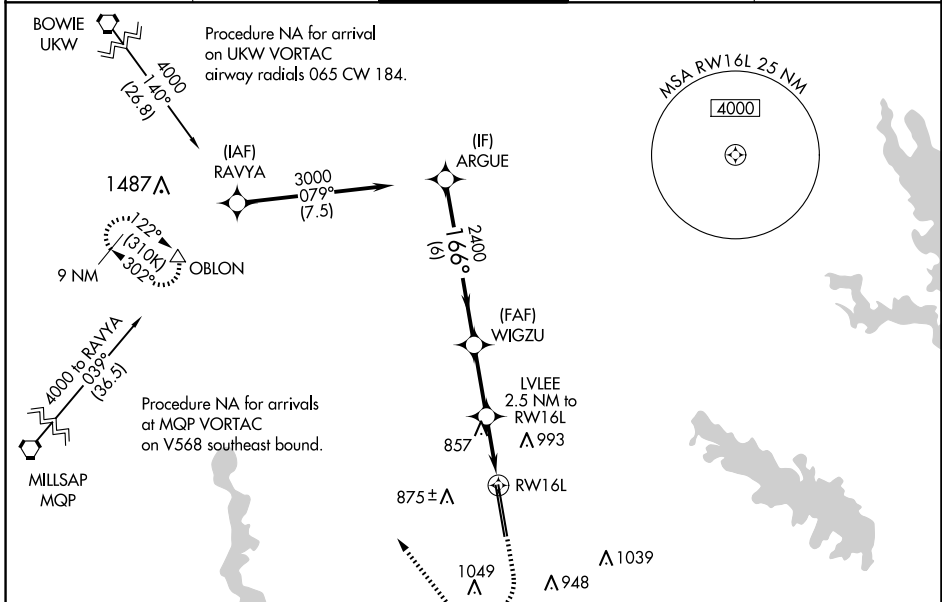 BOWIE
UKW
4000
140°
(26.8)
Procedure NA for arrival
on UKW VORTAC
airway radials 065 CW 184.
MSA RW16L 25 NM
4000
(IAF)
RAVYA
3000
079°
(7.5)
(IF)
ARGUE
1487
122°
(310K)
302°
9 NM
OBLON
2400
166°
(6)
(FAF)
WIGZU
4000 to RAVYA
039°
(36.5)
LVLEE
2.5 NM to
RW16L
857
993
Procedure NA for arrivals
at MQP VORTAC
on V568 southeast bound.
MILLSAP
MQP
RW16L
875±
1049
948
1039